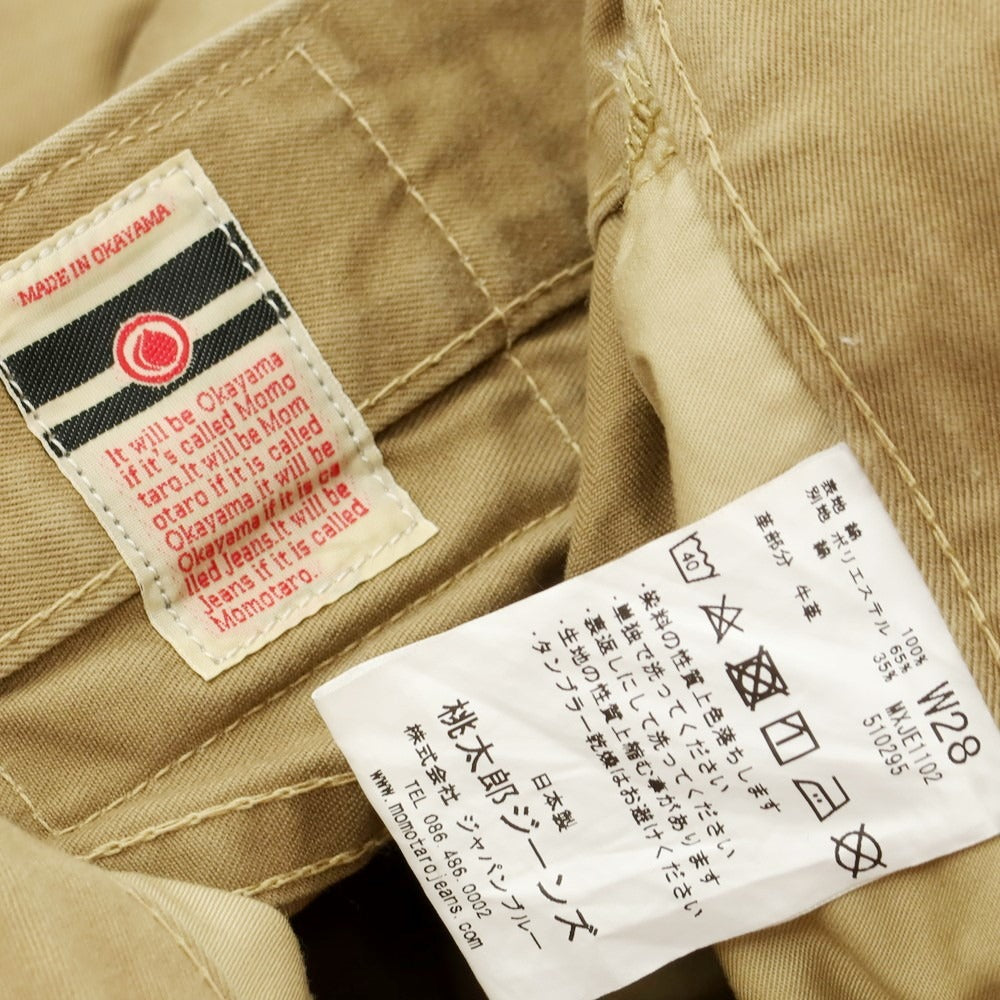 MADE IN OKAYAMA
It will be Okayama
if it's called Momo
taro.It will be Mom
otaro if it is called
Okayama.it will be
Okayama if it is ca
lled Jeans.It will be
Jeans if it is called
Momotaro.
W28
MXJE1102
510295
表地 綿 100%
別地 ポリエステル 65%
綿 35%
革部分 牛革
40
・染料の性質上色落ちします
・単独で洗ってください
・裏返しにして洗ってください
・生地の性質上縮む事があります
・タンブラー乾燥はお避けください
日本製
桃太郎ジーンズ
株式会社 ジャパンブルー
TEL 086.486.0002
www.momotarojeans.com